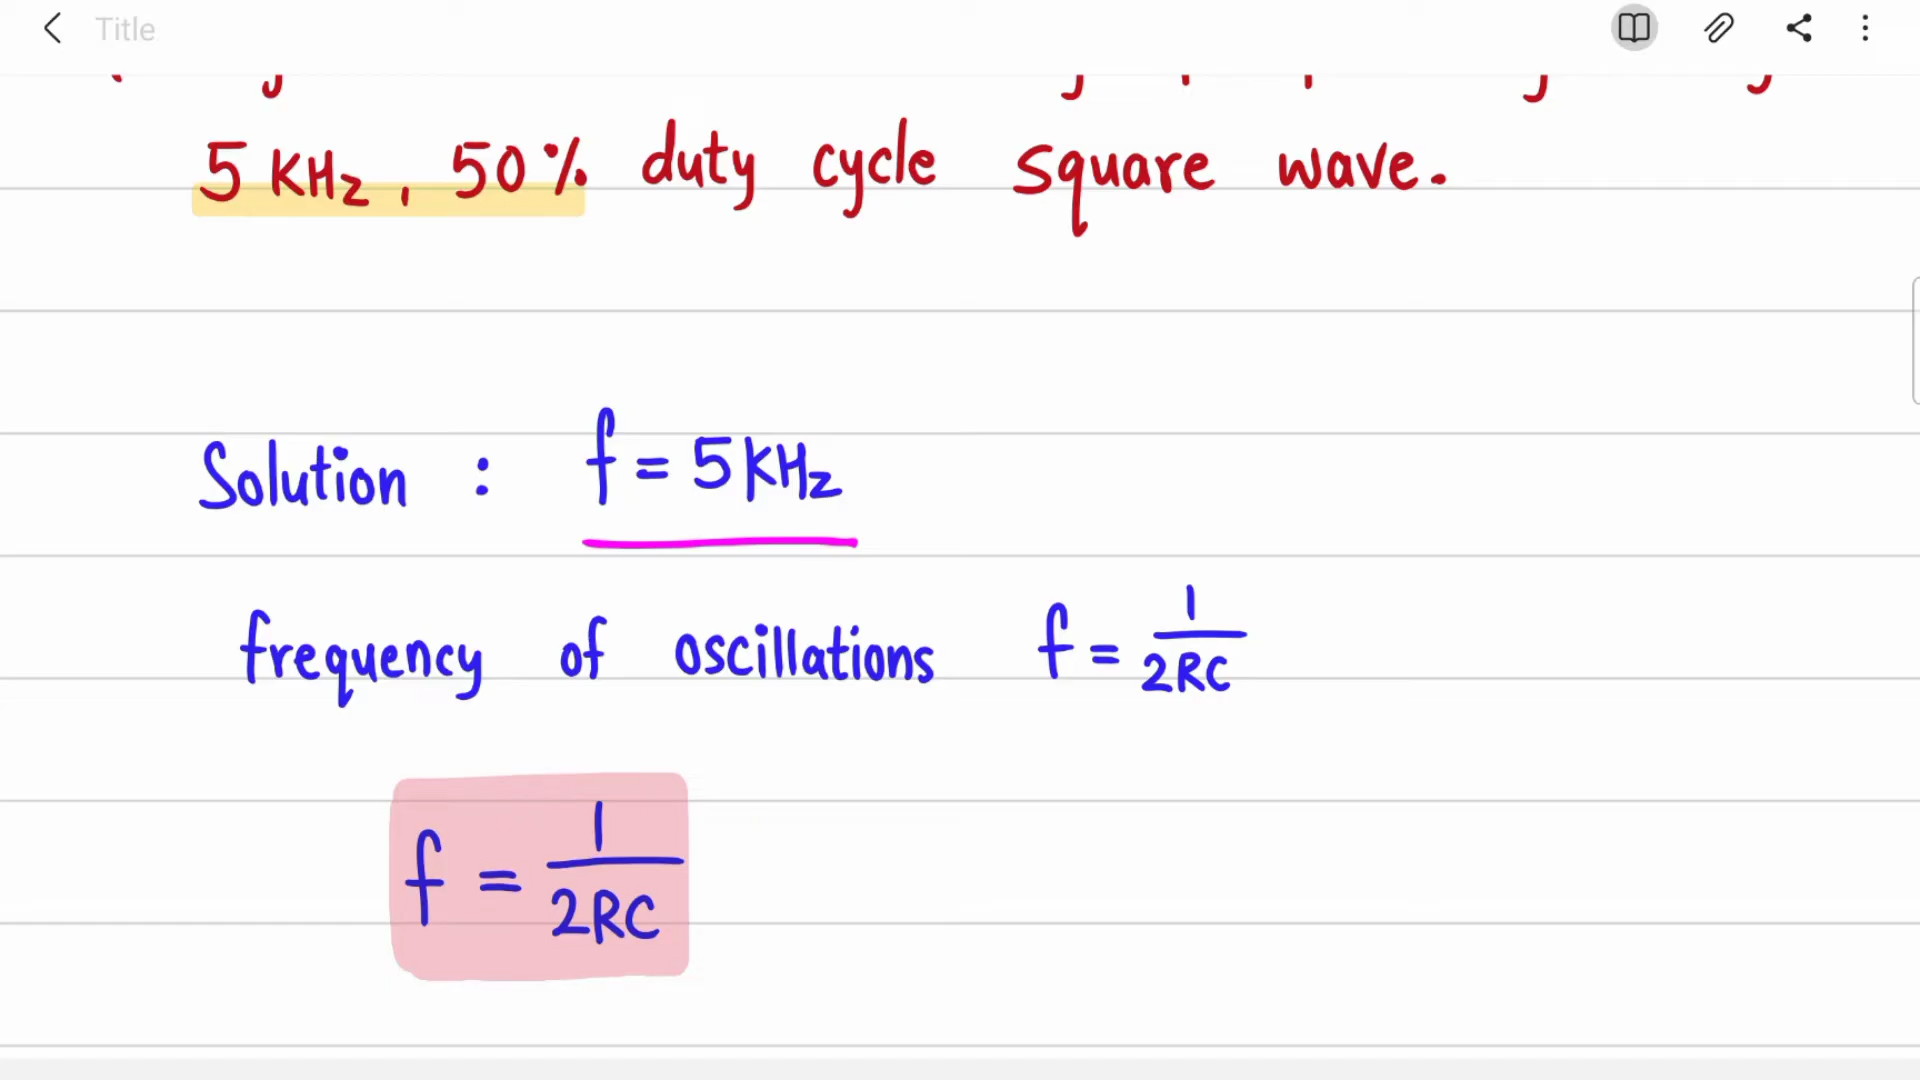 Title
5 KHz, 50% duty cycle square wave.
Solution : f = 5 KHz
frequency of oscillations f = 1/2RC
f = 1/2RC